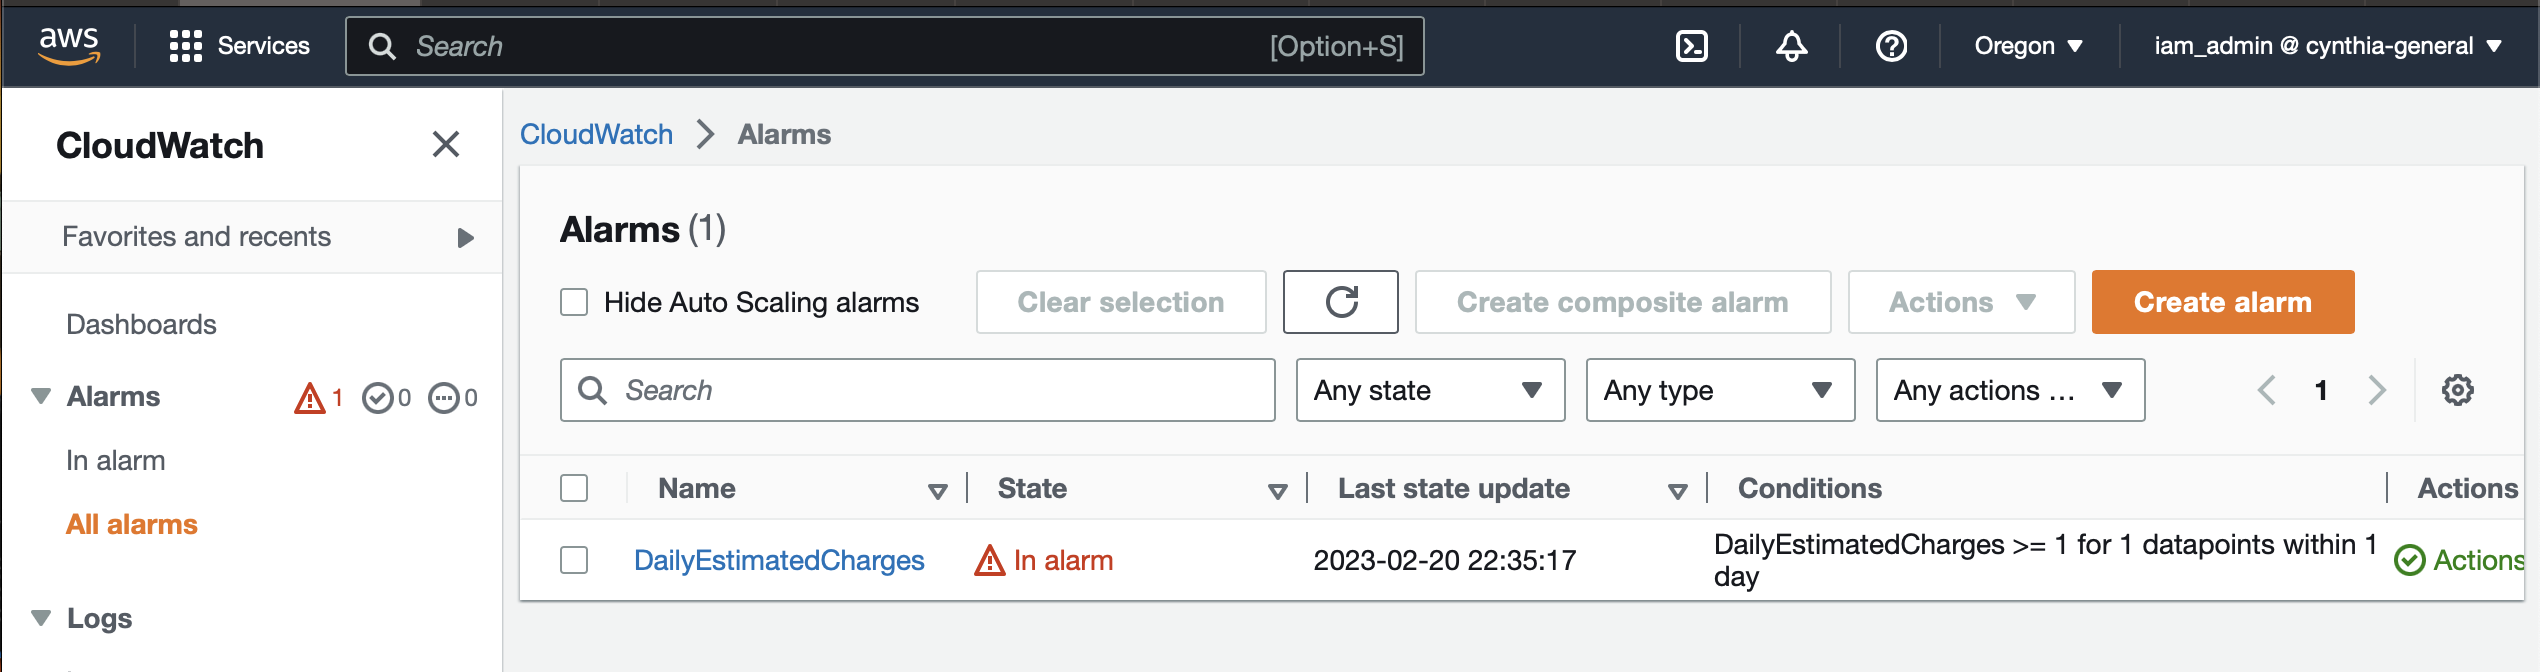 aws
Services
Search [Option+S]
Oregon
iam_admin @ cynthia-general
CloudWatch
Favorites and recents
Dashboards
Alarms 1 0 0
In alarm
All alarms
Logs
CloudWatch Alarms
Alarms (1)
Hide Auto Scaling alarms
Clear selection
Create composite alarm
Actions
Create alarm
Search
Any state
Any type
Any actions ...
1
Name State Last state update Conditions Actions
DailyEstimatedCharges In alarm 2023-02-20 22:35:17 DailyEstimatedCharges >= 1 for 1 datapoints within 1
day
Actions